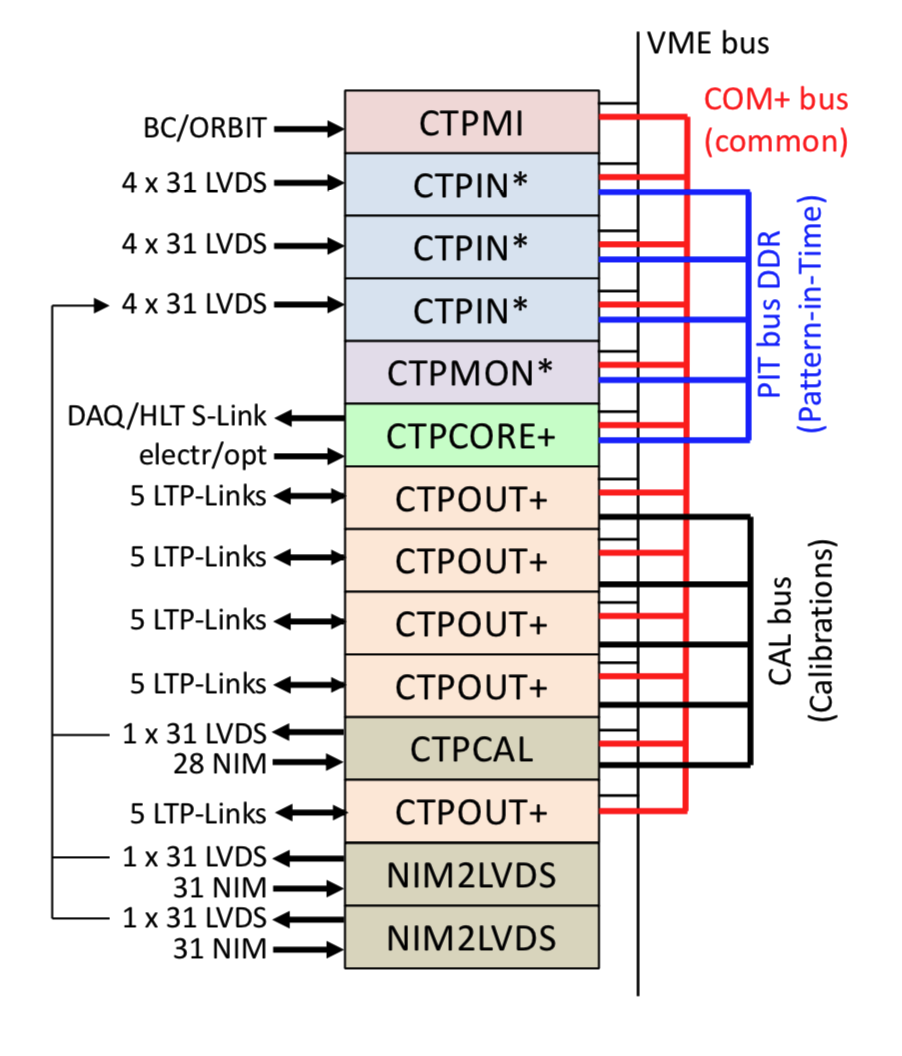 VME bus
COM+ bus
(common)
BC/ORBIT
CTPMI
4 x 31 LVDS
CTPIN*
4 x 31 LVDS
CTPIN*
4 x 31 LVDS
CTPIN*
PIT bus DDR
(Pattern-in-Time)
CTPMON*
DAQ/HLT S-Link
electr/opt
CTPCORE+
5 LTP-Links
CTPOUT+
5 LTP-Links
CTPOUT+
5 LTP-Links
CTPOUT+
5 LTP-Links
CTPOUT+
CAL bus
(Calibrations)
1 x 31 LVDS
28 NIM
CTPCAL
5 LTP-Links
CTPOUT+
1 x 31 LVDS
31 NIM
NIM2LVDS
1 x 31 LVDS
31 NIM
NIM2LVDS